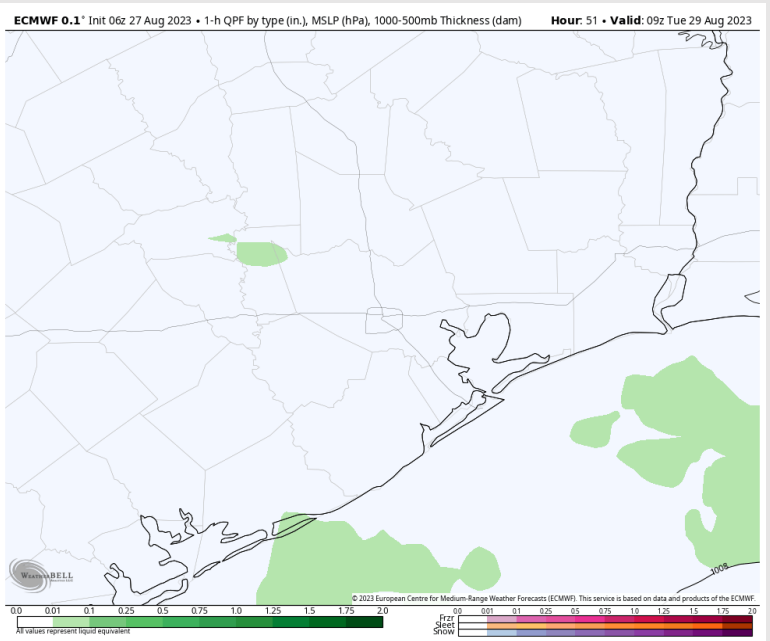 ECMWF 0.1° Init 06z 27 Aug 2023 • 1-h QPF by type (in.), MSLP (hPa), 1000-500mb Thickness (dam)
Hour: 51 • Valid: 09z Tue 29 Aug 2023
1008
WeatherBELL
© 2023 European Centre for Medium-Range Weather Forecasts (ECMWF). This service is based on data and products of the ECMWF.
0.0 0.01 0.1 0.25 0.5 0.75 1.0 1.25 1.5 1.75 2.0
All values represent liquid equivalent
0.0 0.01 0.1 0.25 0.5 0.75 1.0 1.25 1.5 1.75 2.0
Frzr
Sleet
Snow